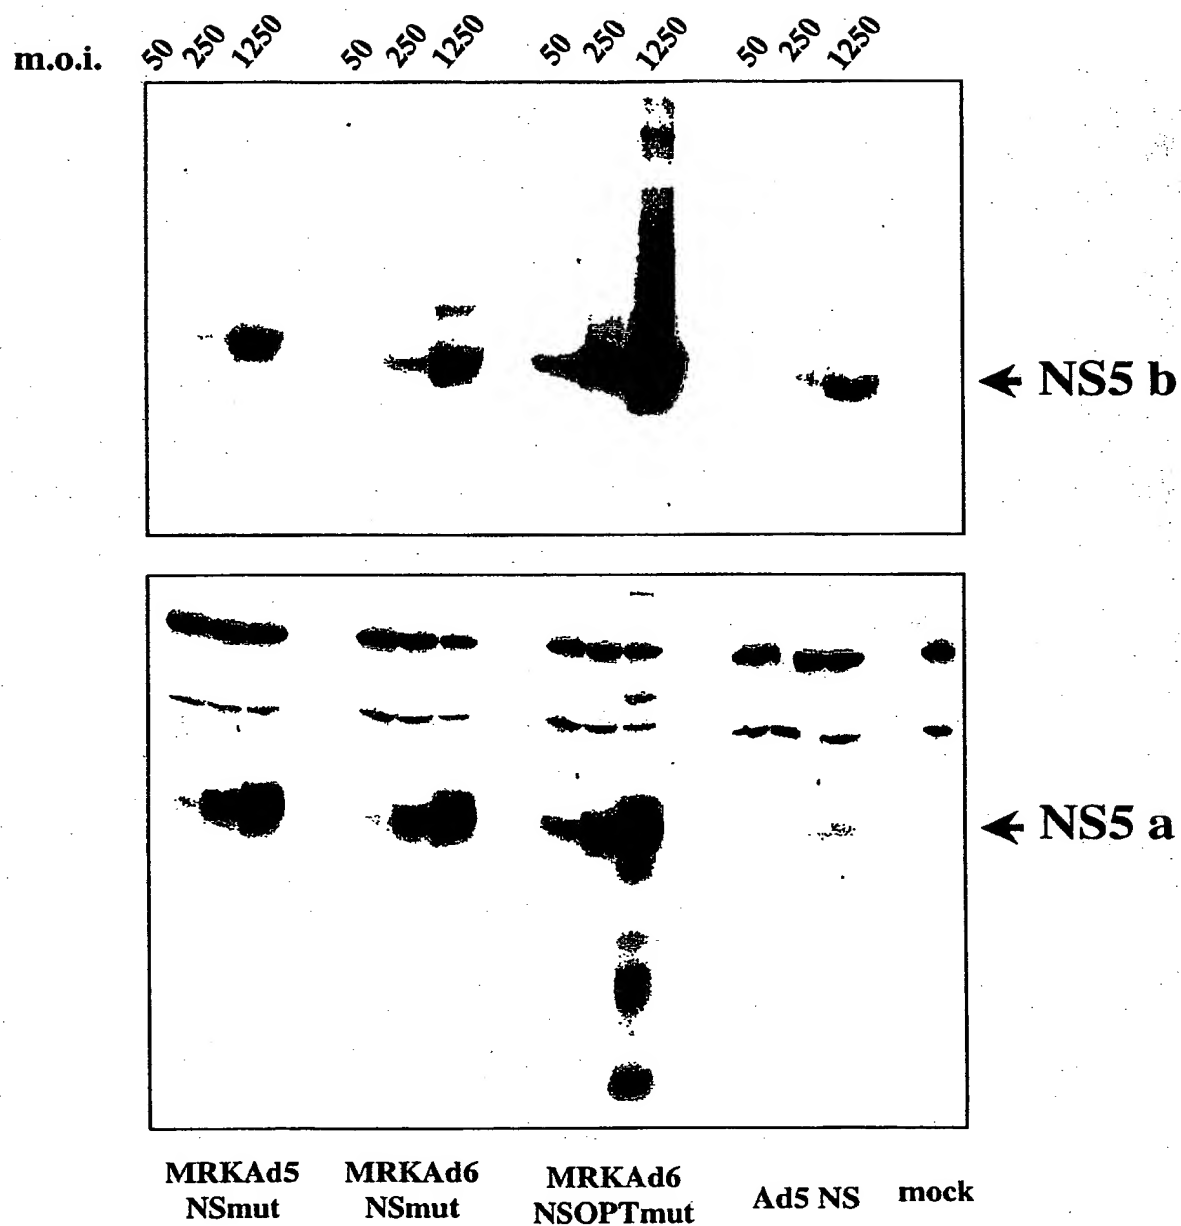 m.o.i. 50 250 1250 50 250 1250 50 250 1250 50 250 1250
NS5 b
NS5 a
MRKAd5 MRKAd6 MRKAd6 Ad5 NS mock
NSmut NSmut NSOPTmut